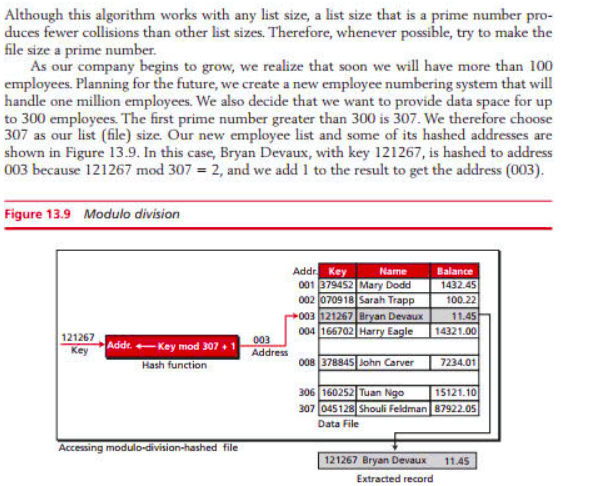 Although this algorithm works with any list size, a list size that is a prime number pro-
duces fewer collisions than other list sizes. Therefore, whenever possible, try to make the
file size a prime number.
As our company begins to grow, we realize that soon we will have more than 100
employees. Planning for the future, we create a new employee numbering system that will
handle one million employees. We also decide that we want to provide data space for up
to 300 employees. The first prime number greater than 300 is 307. We therefore choose
307 as our list (file) size. Our new employee list and some of its hashed addresses are
shown in Figure 13.9. In this case, Bryan Devaux, with key 121267, is hashed to address
003 because 121267 mod 307 = 2, and we add 1 to the result to get the address (003).
Figure 13.9 Modulo division
Addr. Key Name Balance
001 379452 Mary Dodd 1432.45
002 070918 Sarah Trapp 100.22
003 121267 Bryan Devaux 11.45
004 166702 Harry Eagle 14321.00
121267
Key
Addr. ← Key mod 307 + 1
Hash function
003
Address
008 378845 John Carver 7234.01
306 160252 Tuan Ngo 15121.10
307 045128 Shouli Feldman 87922.05
Data File
Accessing modulo-division-hashed file
121267 Bryan Devaux 11.45
Extracted record